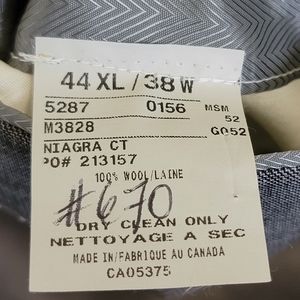 44 XL / 38 W
5287 0156 MSM
52
M3828 G052
NIAGRA CT
PO# 213157
100% WOOL/LAINE
#670
DRY CLEAN ONLY
NETTOYAGE A SEC
MADE IN/FABRIQUE AU CANADA
CA05375